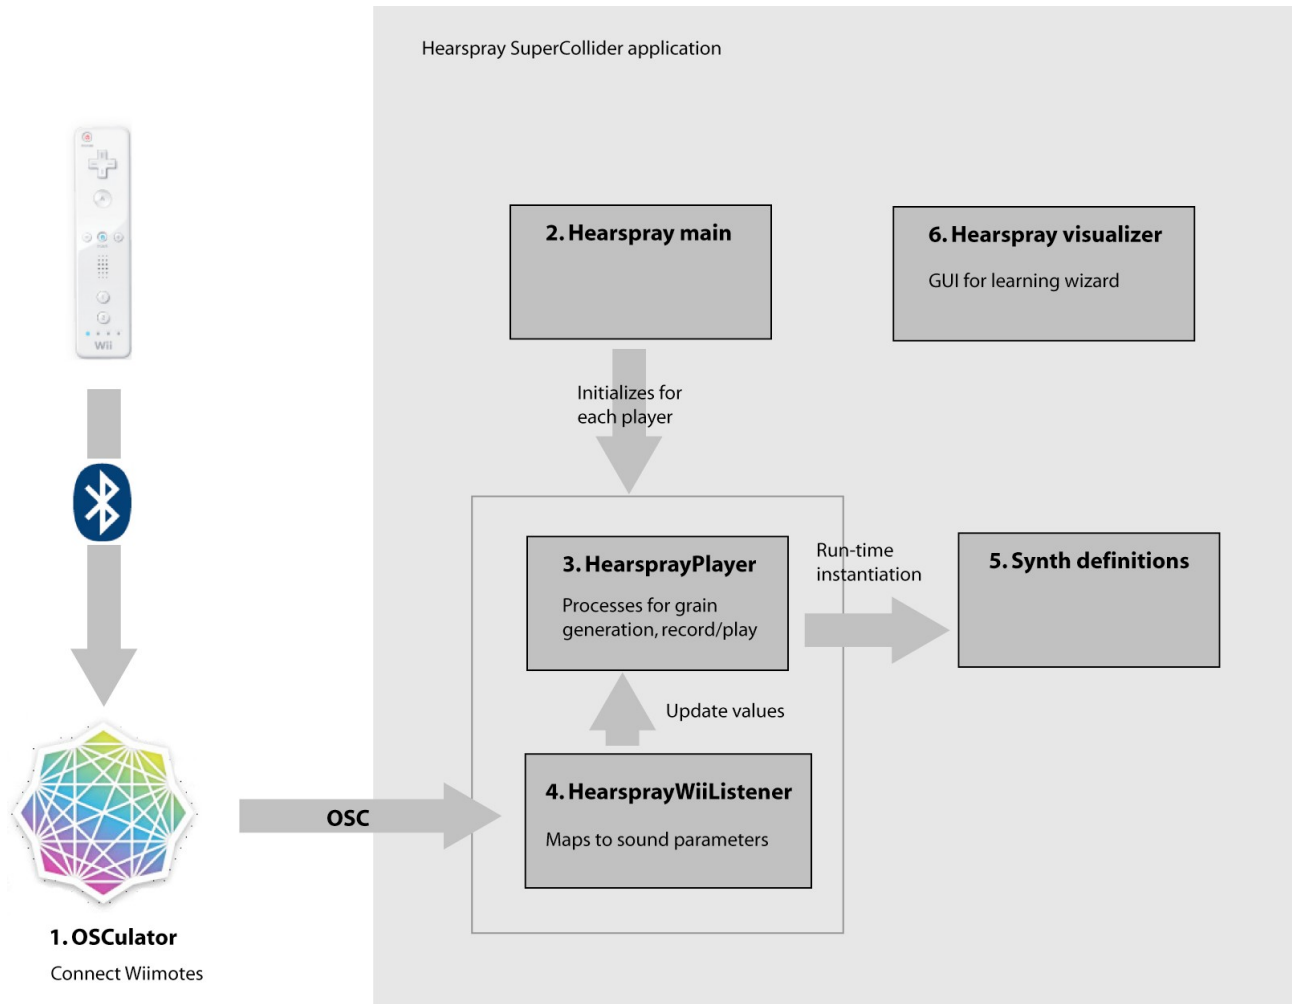 Hearspray SuperCollider application
Wii
2. Hearspray main
6. Hearspray visualizer
GUI for learning wizard
Initializes for
each player
3. HearsprayPlayer
Processes for grain
generation, record/play
Run-time
instantiation
5. Synth definitions
Update values
4. HearsprayWiiListener
Maps to sound parameters
OSC
1. OSCulator
Connect Wiimotes